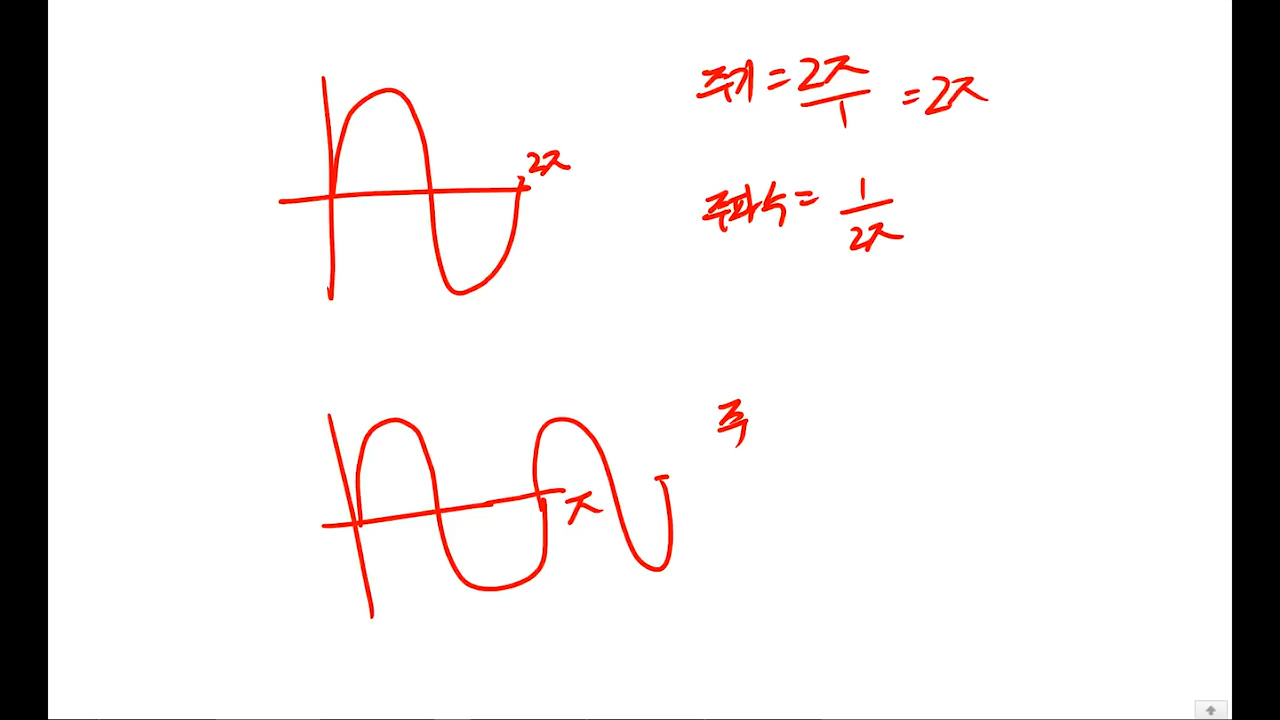 2π
주기 = 2π/1 = 2π
주파수 = 1/2π
π
주